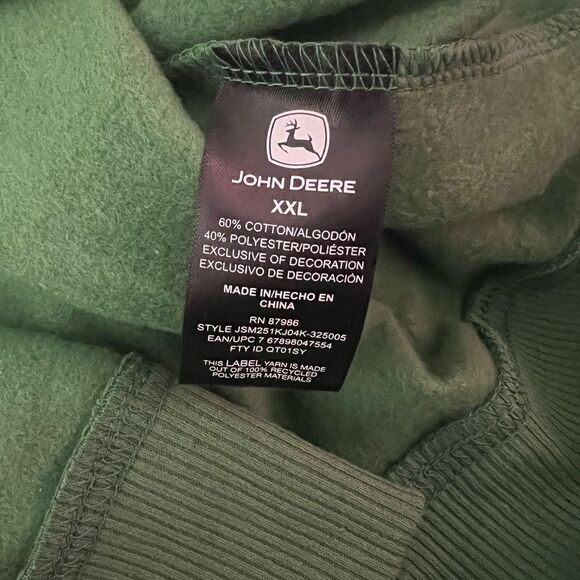 JOHN DEERE
XXL
60% COTTON/ALGODÓN
40% POLYESTER/POLIÉSTER
EXCLUSIVE OF DECORATION
EXCLUSIVO DE DECORACIÓN
MADE IN/HECHO EN
CHINA
RN 87986
STYLE JSM251KJ04K-325005
EAN/UPC 7 67898047554
FTY ID QT01SY
THIS LABEL YARN IS MADE
OUT OF 100% RECYCLED
POLYESTER MATERIALS